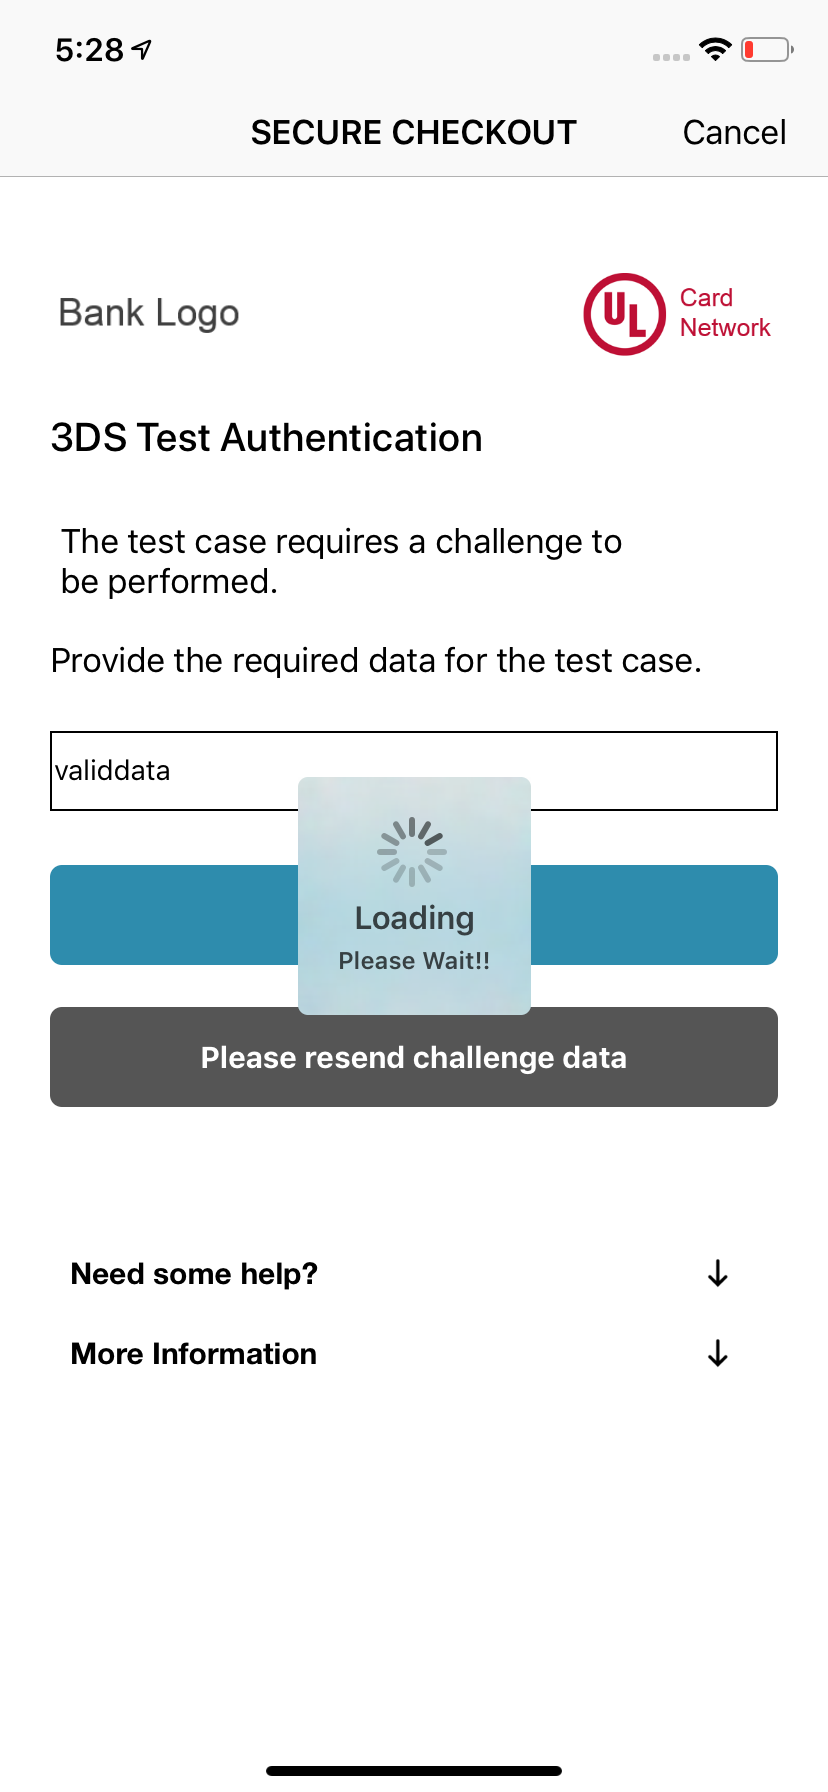 5:28
SECURE CHECKOUT
Cancel
Bank Logo
UL
Card
Network
3DS Test Authentication
The test case requires a challenge to
be performed.
Provide the required data for the test case.
validdata
Loading
Please Wait!!
Please resend challenge data
Need some help?
More Information